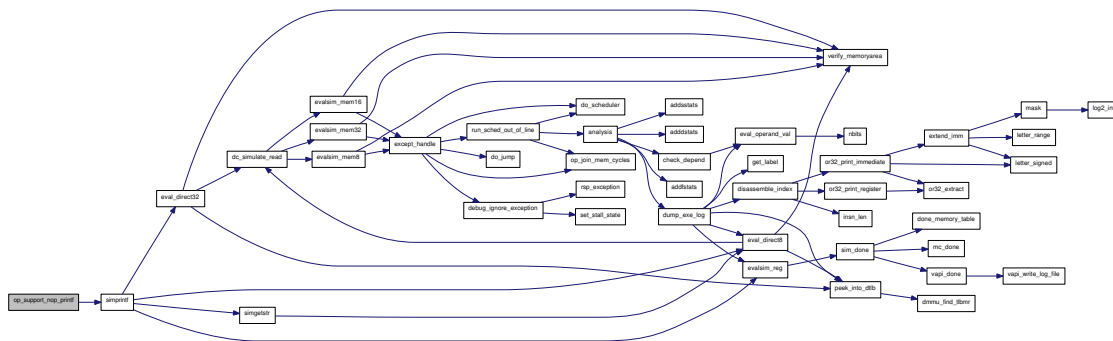 op_support_nop_printf
simprintf
eval_direct32
simgetstr
dc_simulate_read
evalsim_mem16
evalsim_mem32
evalsim_mem8
except_handle
run_sched_out_of_line
do_jump
debug_ignore_exception
do_scheduler
analysis
op_join_mem_cycles
rsp_exception
set_stall_state
addsstats
adddstats
check_depend
addlstats
dump_exe_log
eval_operand_val
get_label
disassemble_index
eval_direct8
evalsim_reg
verify_memoryarea
nbits
or32_print_immediate
or32_print_register
insn_len
sim_done
peek_into_dtlb
extend_imm
or32_extract
done_memory_table
mc_done
vapi_done
dmmu_find_tlbmr
mask
letter_range
letter_signed
vapi_write_log_file